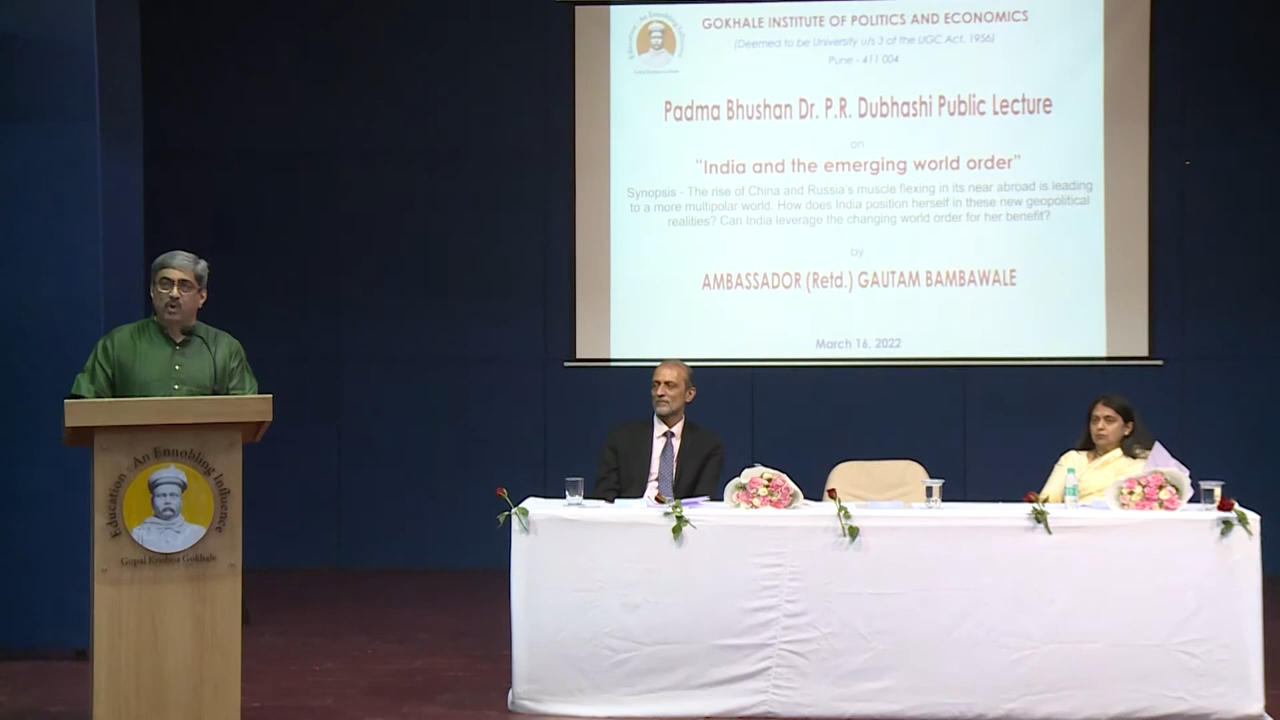 GOKHALE INSTITUTE OF POLITICS AND ECONOMICS
(Deemed to be University u/s 3 of the UGC Act, 1956)
Pune - 411 004
Padma Bhushan Dr. P.R. Dubhashi Public Lecture
on
"India and the emerging world order"
Synopsis - The rise of China and Russia's muscle flexing in its near abroad is leading
to a more multipolar world. How does India position herself in these new geopolitical
realities? Can India leverage the changing world order for her benefit?
by
AMBASSADOR (Retd.) GAUTAM BAMBAWALE
March 16, 2022
Education - An Ennobling Influence
Education - An Ennobling Influence
Gopal Krishna Gokhale